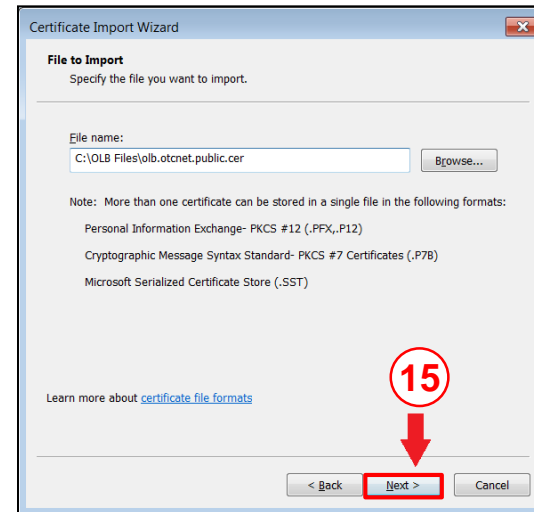 Certificate Import Wizard
File to Import
Specify the file you want to import.
File name:
C:\OLB Files\olb.otcnet.public.cer
Browse...
Note: More than one certificate can be stored in a single file in the following formats:
Personal Information Exchange- PKCS #12 (.PFX,.P12)
Cryptographic Message Syntax Standard- PKCS #7 Certificates (.P7B)
Microsoft Serialized Certificate Store (.SST)
15
Learn more about certificate file formats
< Back Next > Cancel